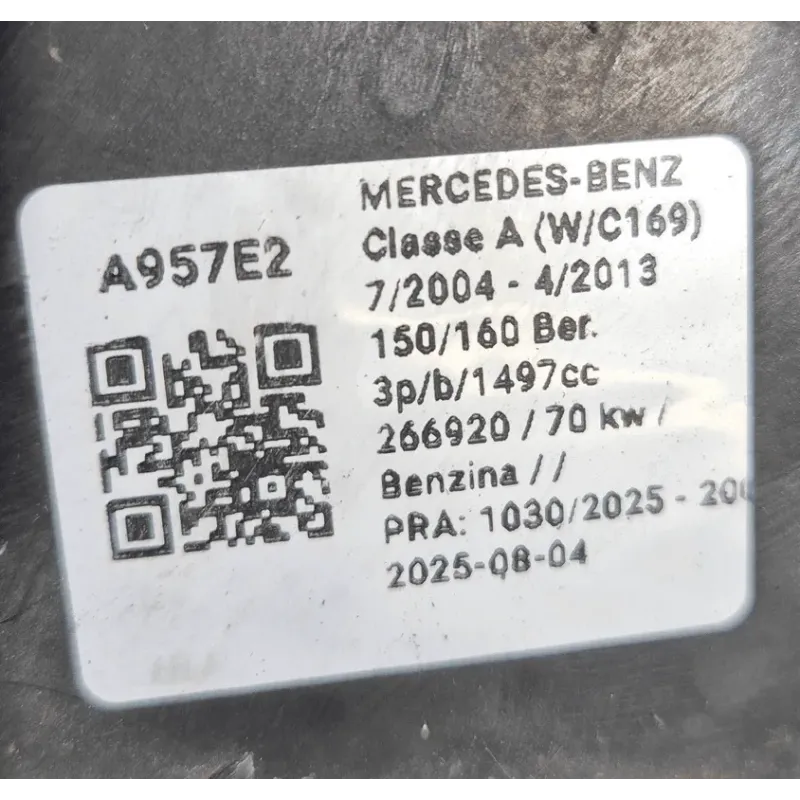 A957E2
MERCEDES-BENZ
Classe A (W/C169)
7/2004 - 4/2013
150/160 Ber.
3p/b/1497cc
266920 / 70 kw /
Benzina / /
PRA: 1030/2025 -
2025-08-04